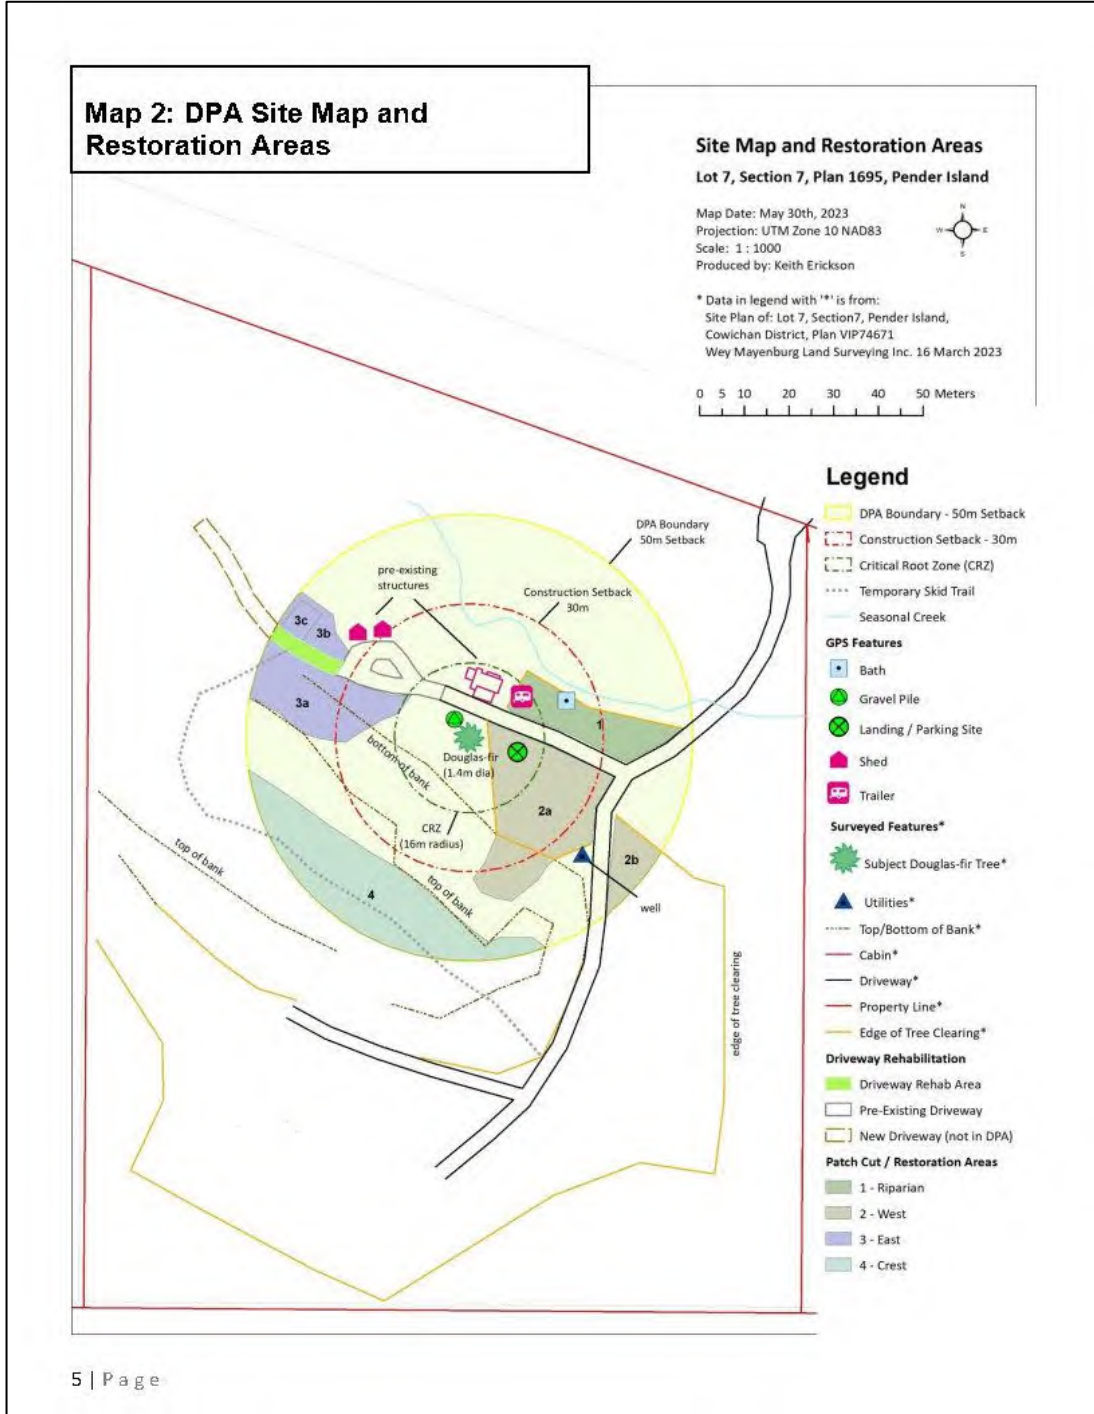 Map 2: DPA Site Map and
Restoration Areas
Site Map and Restoration Areas
Lot 7, Section 7, Plan 1695, Pender Island
Map Date: May 30th, 2023
Projection: UTM Zone 10 NAD83
Scale: 1 : 1000
Produced by: Keith Erickson
N
W
E
S
* Data in legend with '*' is from:
Site Plan of: Lot 7, Section7, Pender Island,
Cowichan District, Plan VIP74671
Wey Mayenburg Land Surveying Inc. 16 March 2023
0 5 10 20 30 40 50 Meters
DPA Boundary
50m Setback
pre-existing
structures
Construction Setback
30m
3c
3b
3a
1
bottom of bank
Douglas-fir
(1.4m dia)
2a
CRZ
(16m radius)
2b
top of bank
top of bank
4
well
edge of tree clearing
Legend
DPA Boundary - 50m Setback
Construction Setback - 30m
Critical Root Zone (CRZ)
Temporary Skid Trail
Seasonal Creek
GPS Features
Bath
Gravel Pile
Landing / Parking Site
Shed
Trailer
Surveyed Features*
Subject Douglas-fir Tree*
Utilities*
Top/Bottom of Bank*
Cabin*
Driveway*
Property Line*
Edge of Tree Clearing*
Driveway Rehabilitation
Driveway Rehab Area
Pre-Existing Driveway
New Driveway (not in DPA)
Patch Cut / Restoration Areas
1 - Riparian
2 - West
3 - East
4 - Crest
5 | Page